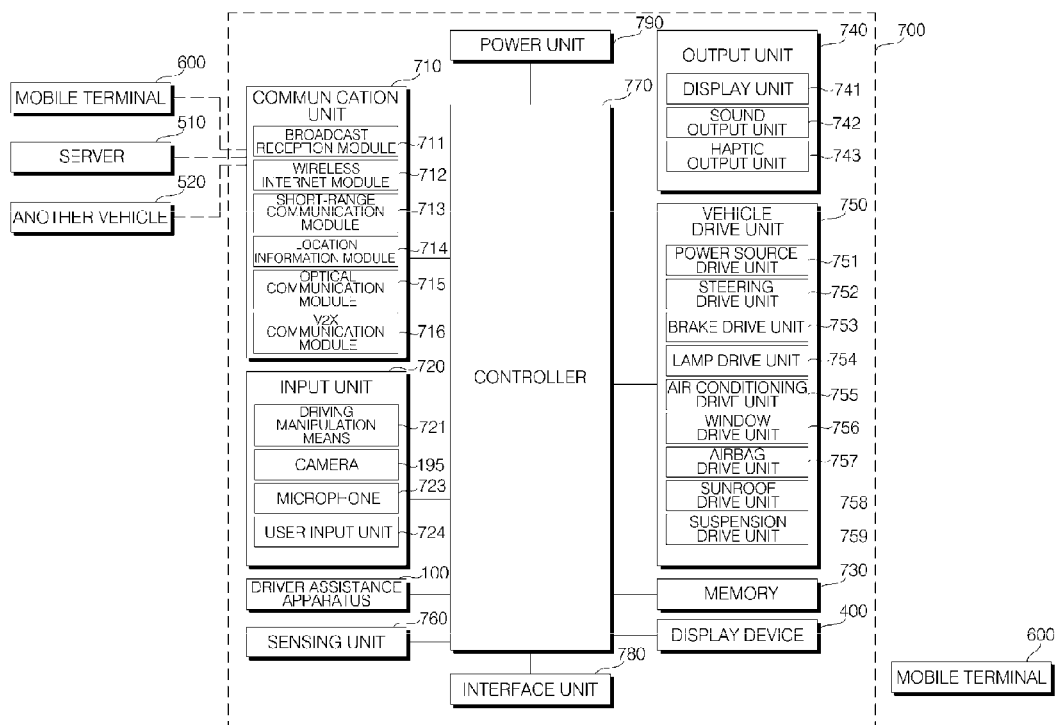 790
POWER UNIT
740
700
OUTPUT UNIT
DISPLAY UNIT
741
SOUND
OUTPUT UNIT
742
HAPTIC
OUTPUT UNIT
743
600
MOBILE TERMINAL
510
SERVER
520
ANOTHER VEHICLE
710
COMMUN CATION
UNIT
BROADCAST
RECEPTION MODULE
711
WIRELESS
INTERNET MODULE
712
SHORT-RANGE
COMMUNICATION
MODULE
713
LOCATION
INFORMATION MODULE
714
OPTICAL
COMMUNICATION
MODULE
715
V2X
COMMUNICATION
MODULE
716
720
INPUT UNIT
DRIVING
MANIPULATION
MEANS
721
CAMERA
195
723
MICROPHONE
USER INPUT UNIT
724
100
DRIVER ASSISTANCE
APPARATUS
760
SENSING UNIT
770
CONTROLLER
780
INTERFACE UNIT
750
VEHICLE
DRIVE UNIT
POWER SOURCE
DRIVE UNIT
751
STEERING
DRIVE UNIT
752
BRAKE DRIVE UNIT
753
LAMP DRIVE UNIT
754
AIR CONDITIONING
DRIVE UNIT
755
WINDOW
DRIVE UNIT
756
AIRBAG
DRIVE UNIT
757
SUNROOF
DRIVE UNIT
758
SUSPENSION
DRIVE UNIT
759
730
MEMORY
400
DISPLAY DEVICE
600
MOBILE TERMINAL